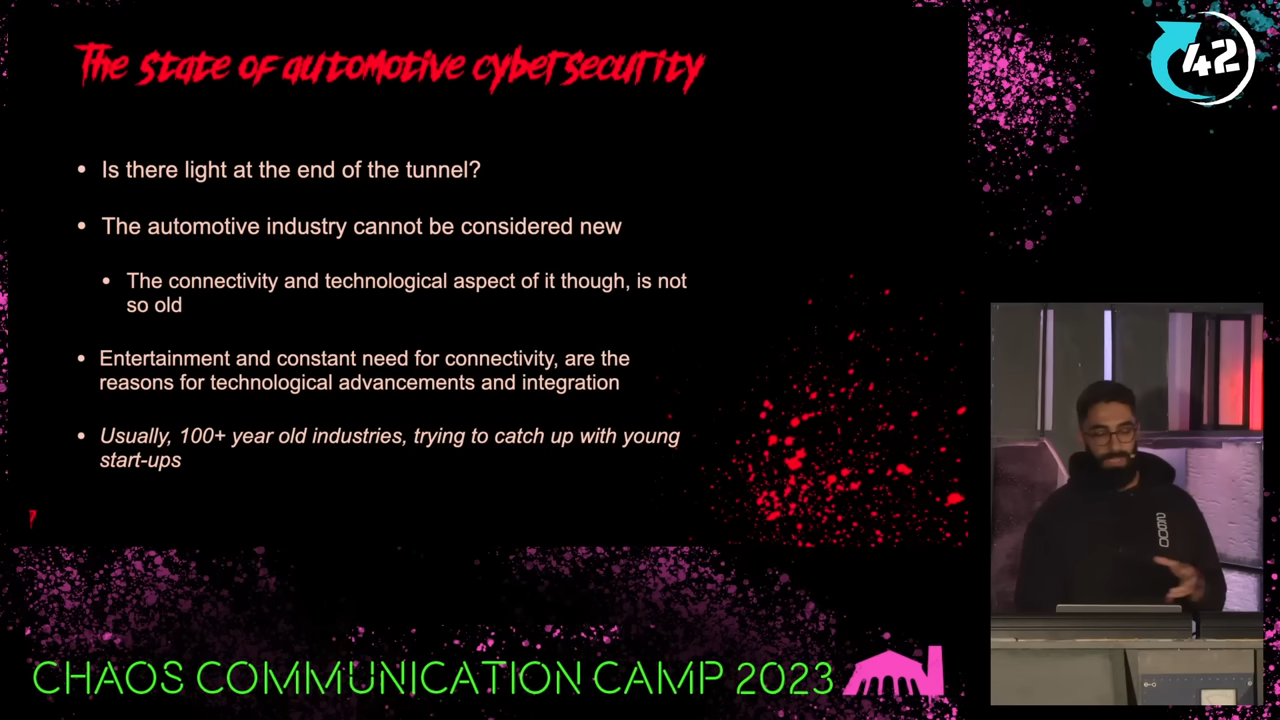 The state of automotive cybersecurity
42
• Is there light at the end of the tunnel?
• The automotive industry cannot be considered new
• The connectivity and technological aspect of it though, is not
so old
• Entertainment and constant need for connectivity, are the
reasons for technological advancements and integration
• Usually, 100+ year old industries, trying to catch up with young
start-ups
7
CHAOS COMMUNICATION CAMP 2023